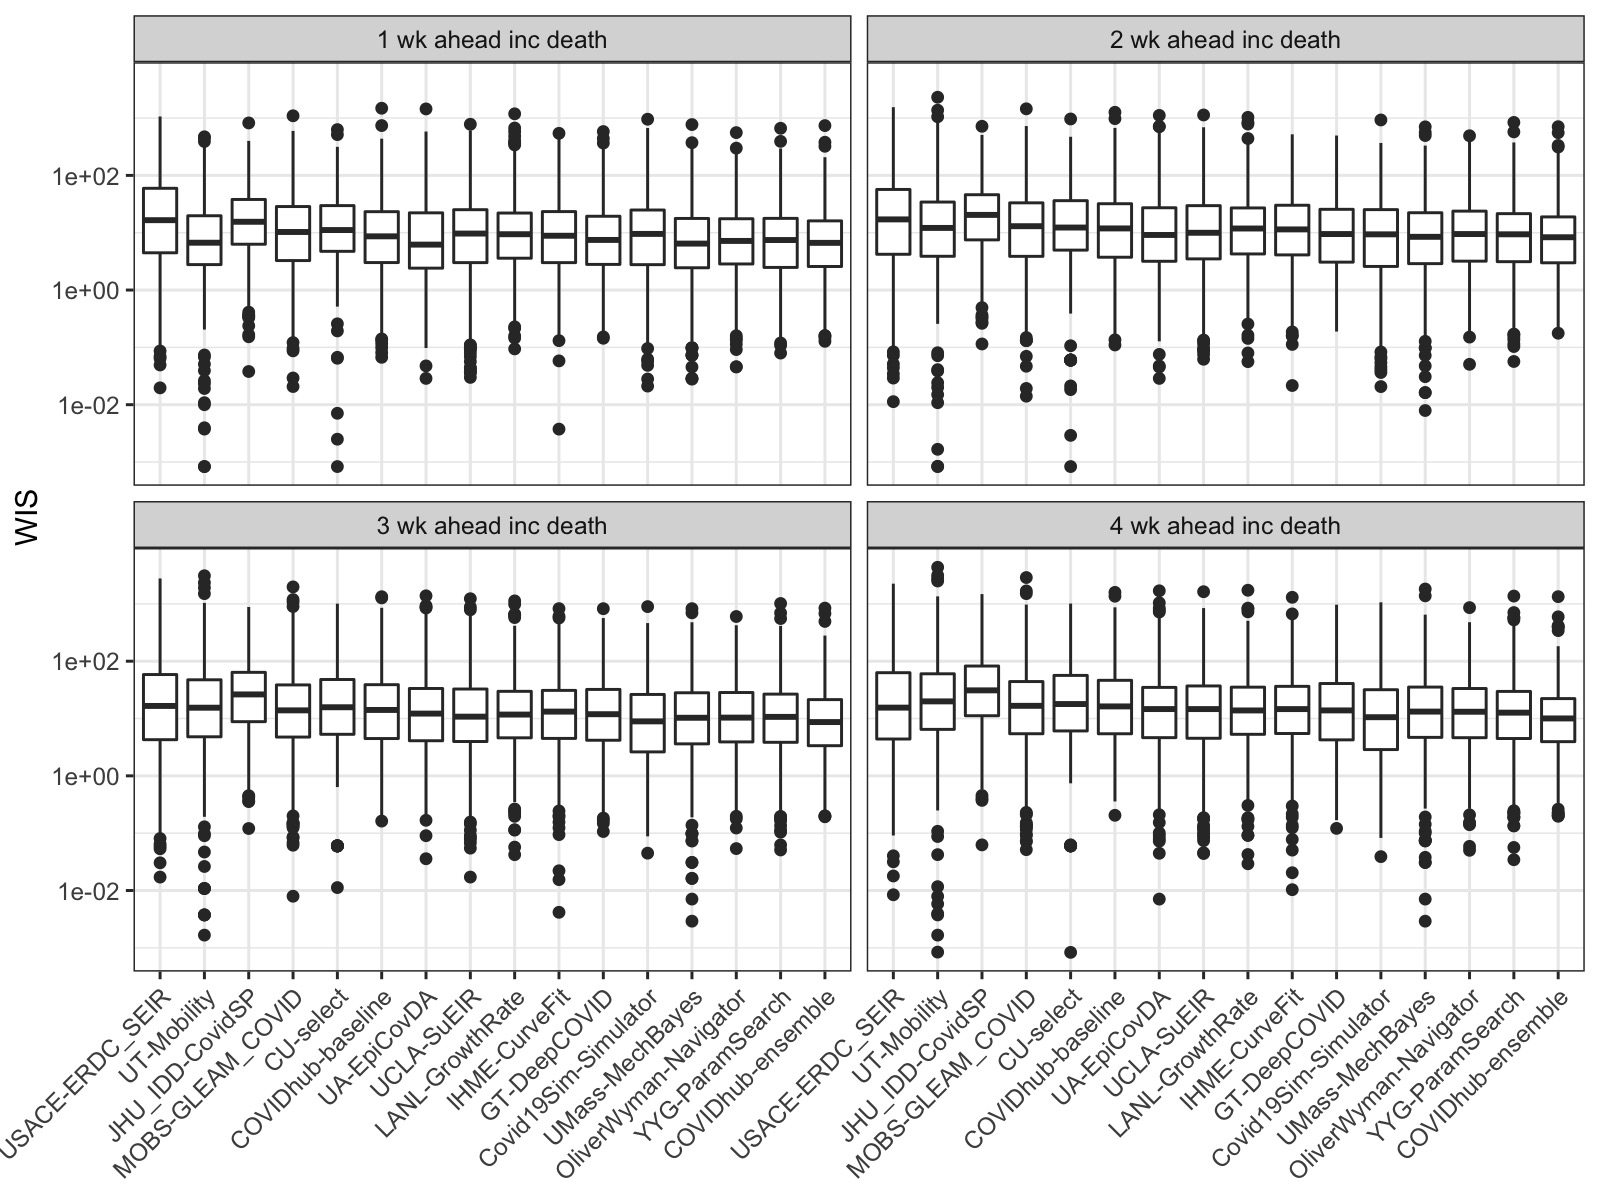 1 wk ahead inc death
2 wk ahead inc death
1e+02
1e+00
1e-02
WIS
3 wk ahead inc death
4 wk ahead inc death
1e+02
1e+00
1e-02
USACE-ERDC_SEIR
UT-Mobility
JHU_IDD-CovidSP
MOBS-GLEAM_COVID
CU-select
COVIDhub-baseline
UA-EpiCovDA
UCLA-SuEIR
LANL-GrowthRate
IHME-CurveFit
GT-DeepCOVID
Covid19Sim-Simulator
UMass-MechBayes
OliverWyman-Navigator
YYG-ParamSearch
COVIDhub-ensemble
USACE-ERDC_SEIR
UT-Mobility
JHU_IDD-CovidSP
MOBS-GLEAM_COVID
CU-select
COVIDhub-baseline
UA-EpiCovDA
UCLA-SuEIR
LANL-GrowthRate
IHME-CurveFit
GT-DeepCOVID
Covid19Sim-Simulator
UMass-MechBayes
OliverWyman-Navigator
YYG-ParamSearch
COVIDhub-ensemble